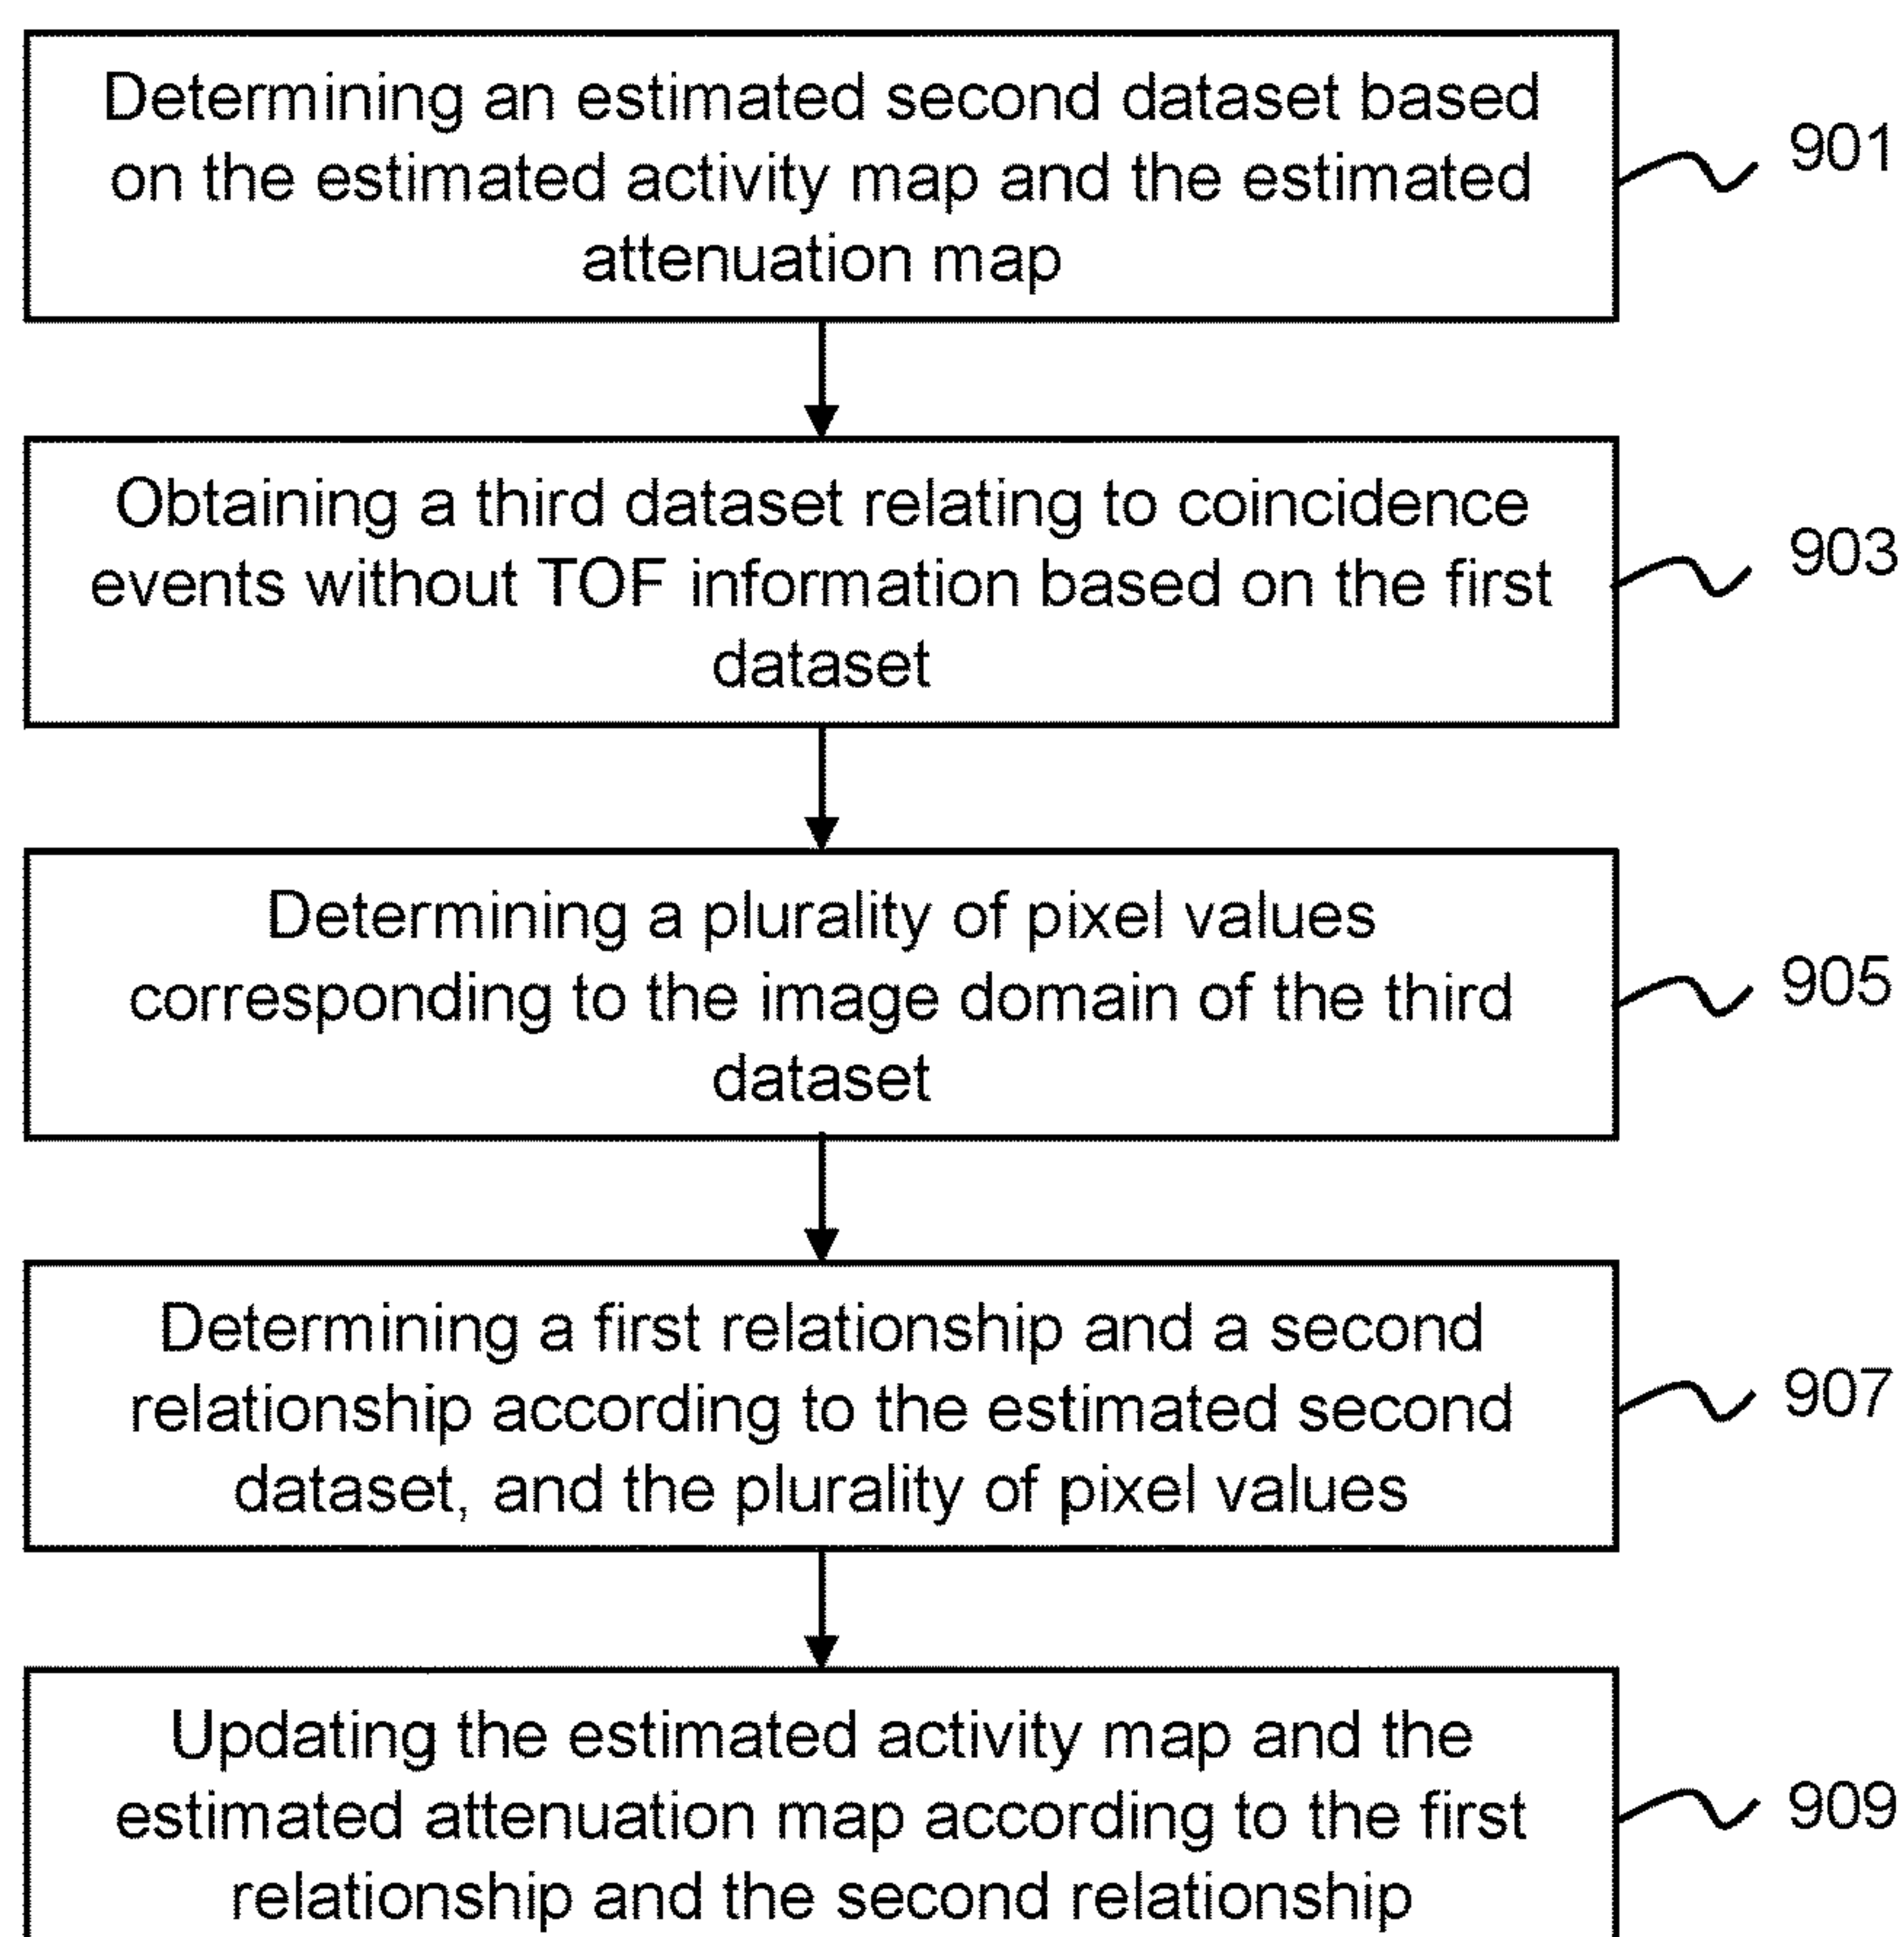 Determining an estimated second dataset based
on the estimated activity map and the estimated
attenuation map
901
Obtaining a third dataset relating to coincidence
events without TOF information based on the first
dataset
903
Determining a plurality of pixel values
corresponding to the image domain of the third
dataset
905
Determining a first relationship and a second
relationship according to the estimated second
dataset, and the plurality of pixel values
907
Updating the estimated activity map and the
estimated attenuation map according to the first
relationship and the second relationship
909